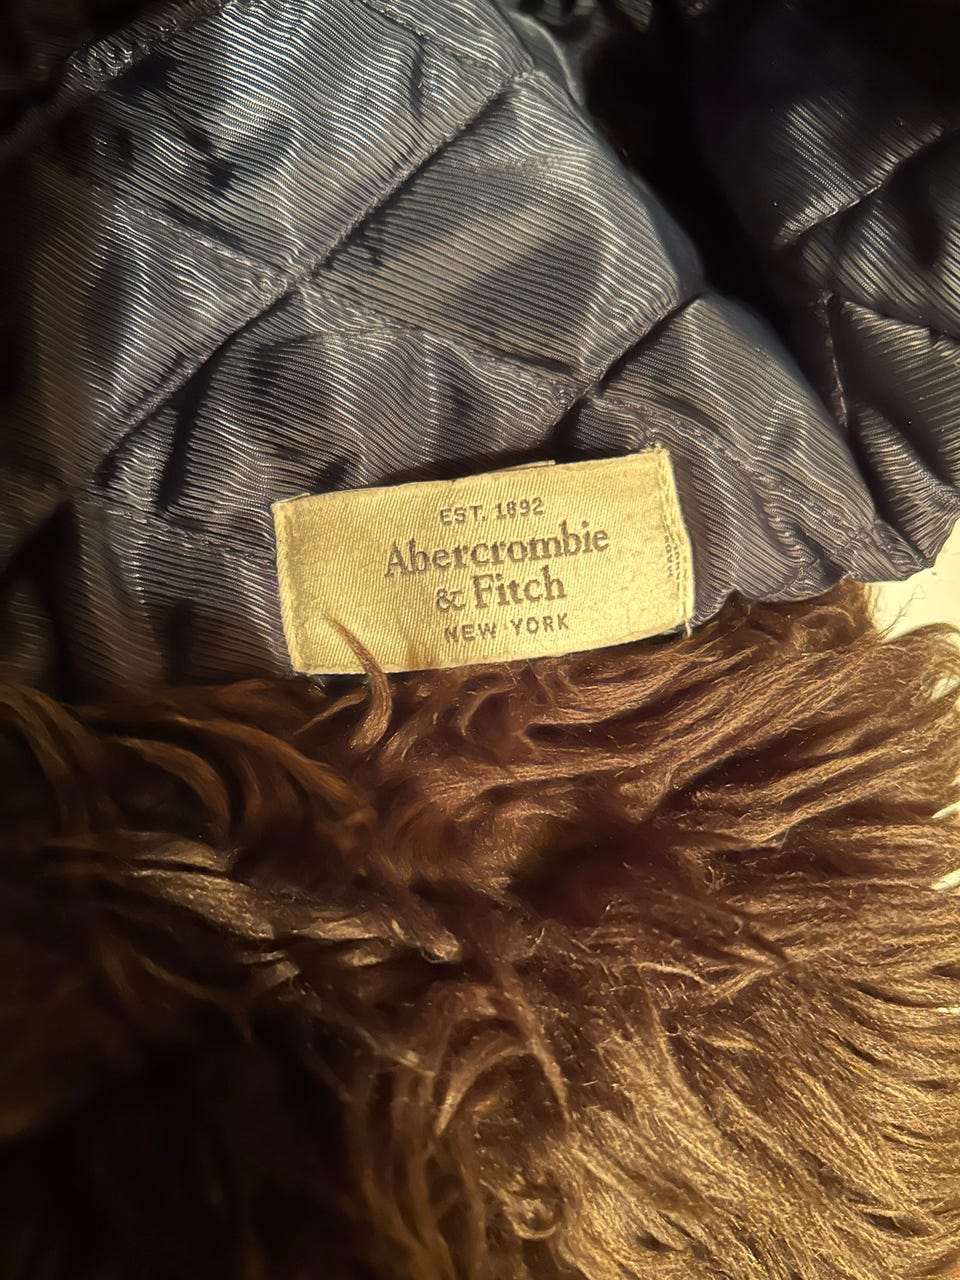 EST. 1892
Abercrombie
& Fitch
NEW YORK